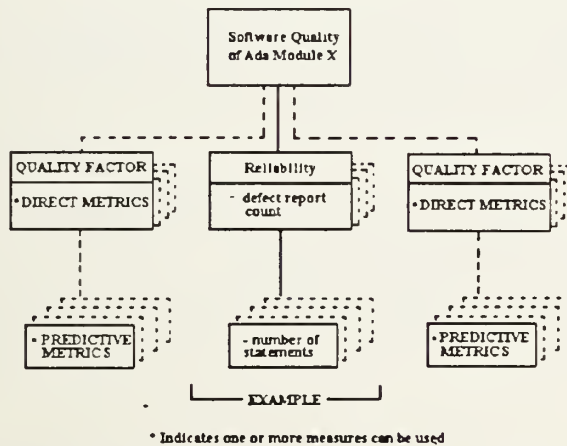 Software Quality
of Ada Module X
QUALITY FACTOR
* DIRECT METRICS
Reliability
- defect report
count
QUALITY FACTOR
* DIRECT METRICS
* PREDICTIVE
METRICS
- number of
statements
* PREDICTIVE
METRICS
EXAMPLE
* Indicates one or more measures can be used